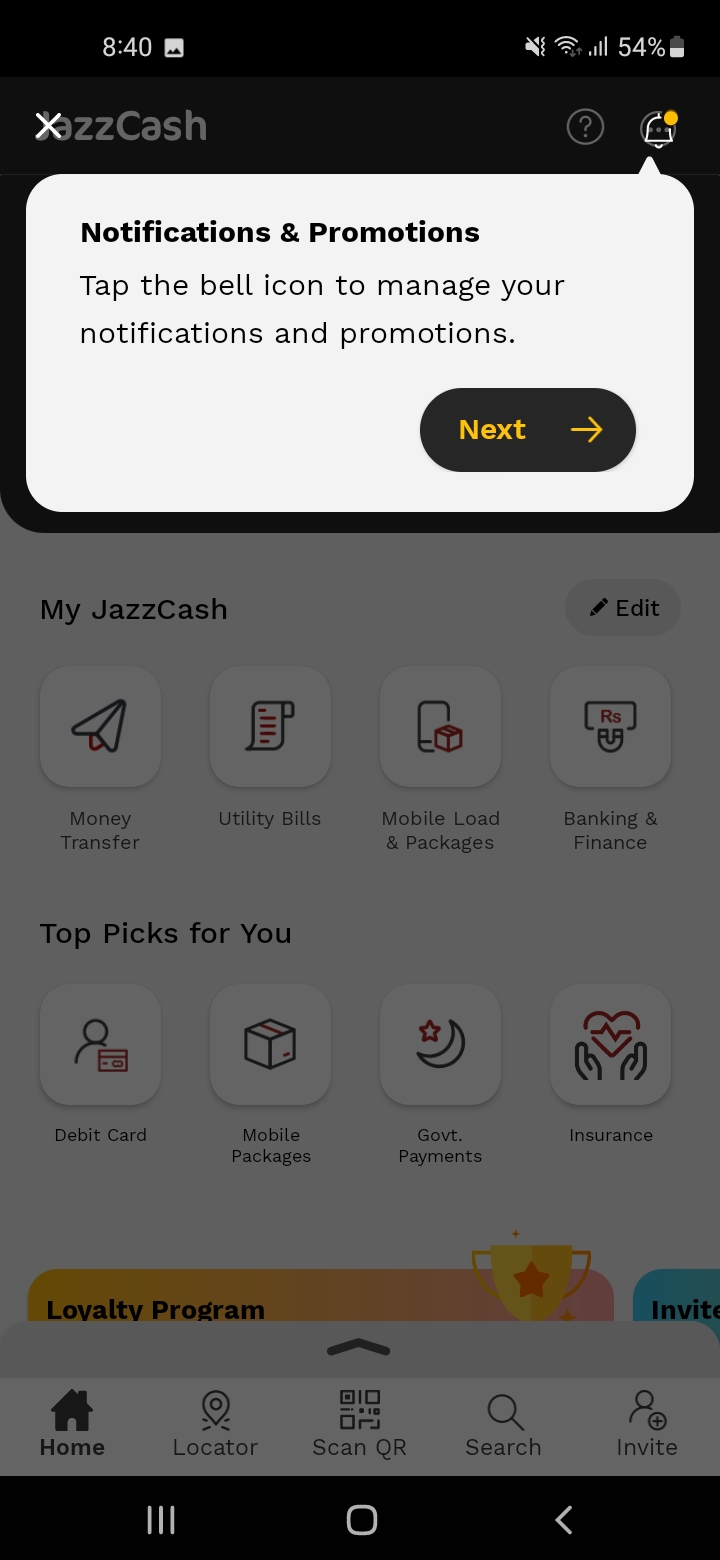 8:40
54%
JazzCash
Notifications & Promotions
Tap the bell icon to manage your
notifications and promotions.
Next
My JazzCash
Edit
Rs
Money
Transfer
Utility Bills
Mobile Load
& Packages
Banking &
Finance
Top Picks for You
Debit Card
Mobile
Packages
Govt.
Payments
Insurance
Loyalty Program
Invite
Home
Locator
Scan QR
Search
Invite